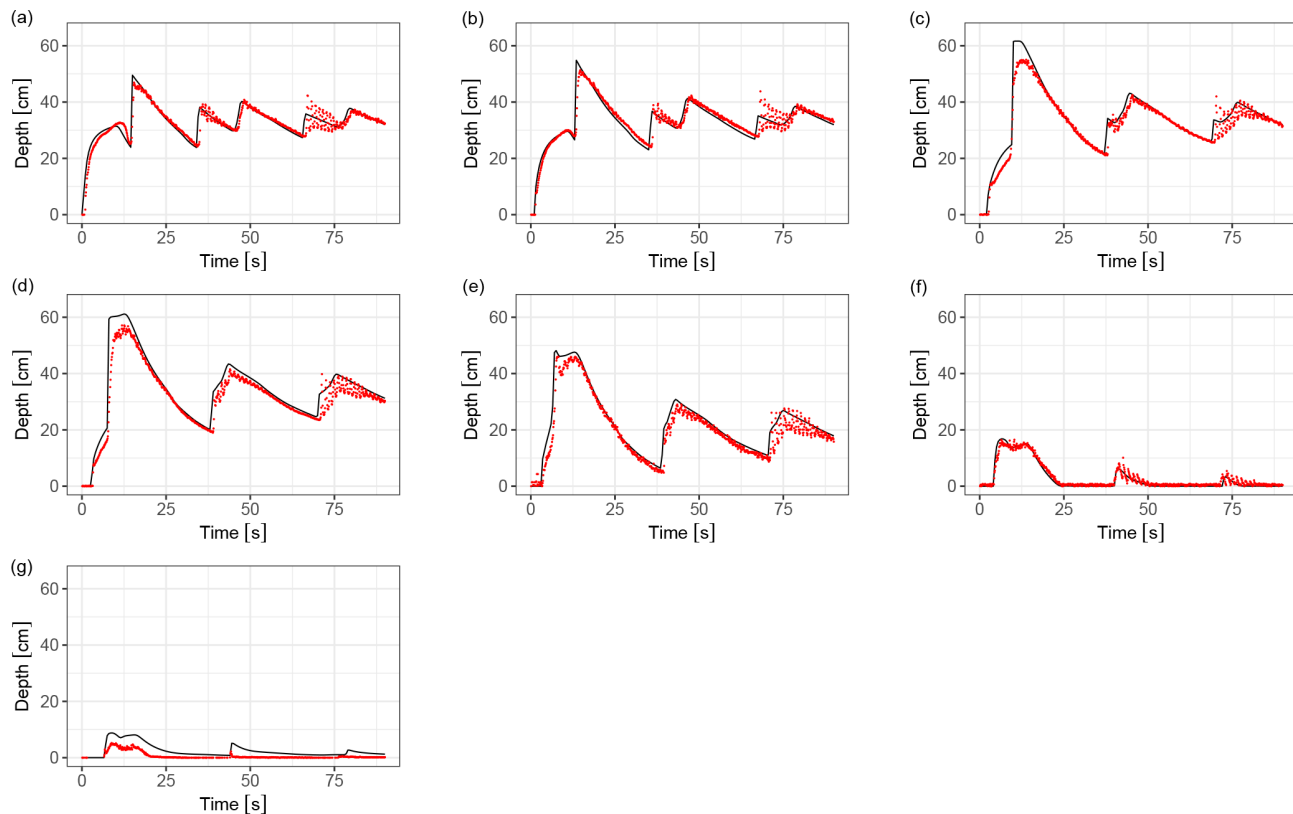 (a) (b) (c)
60 60 60
40 40 40
20 20 20
0 0 0
Depth [cm] Depth [cm] Depth [cm]
0 25 50 75 0 25 50 75 0 25 50 75
Time [s] Time [s] Time [s]
(d) (e) (f)
60 60 60
40 40 40
20 20 20
0 0 0
Depth [cm] Depth [cm] Depth [cm]
0 25 50 75 0 25 50 75 0 25 50 75
Time [s] Time [s] Time [s]
(g)
60
40
20
0
Depth [cm]
0 25 50 75
Time [s]